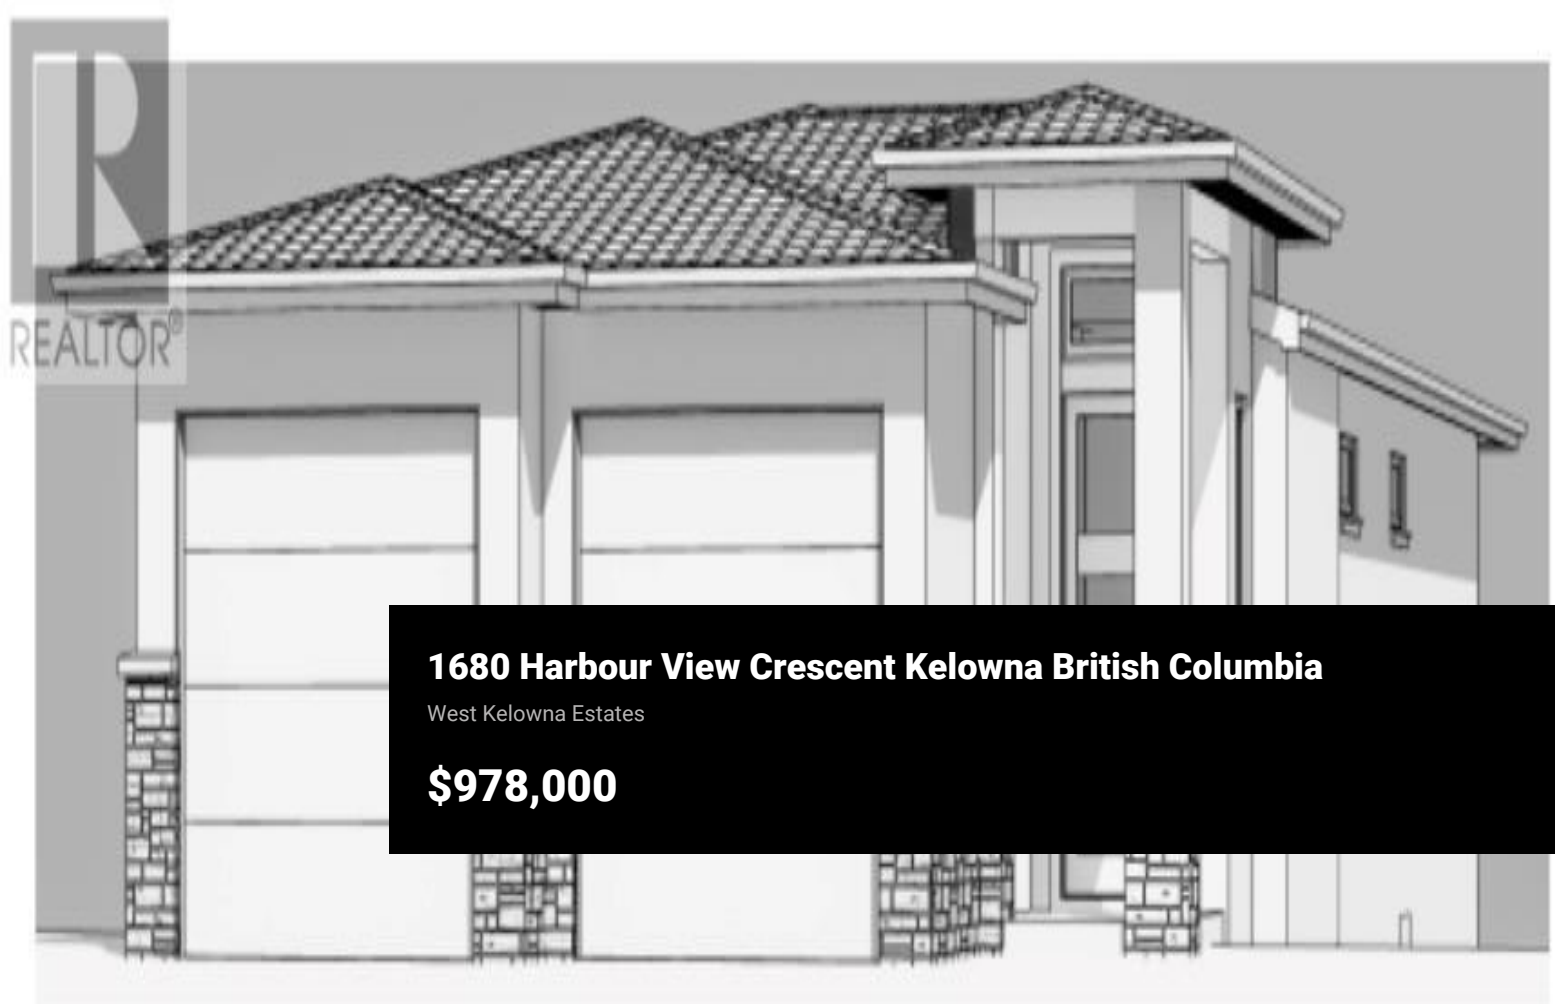 R
REALTOR®
1680 Harbour View Crescent Kelowna British Columbia
West Kelowna Estates
$978,000